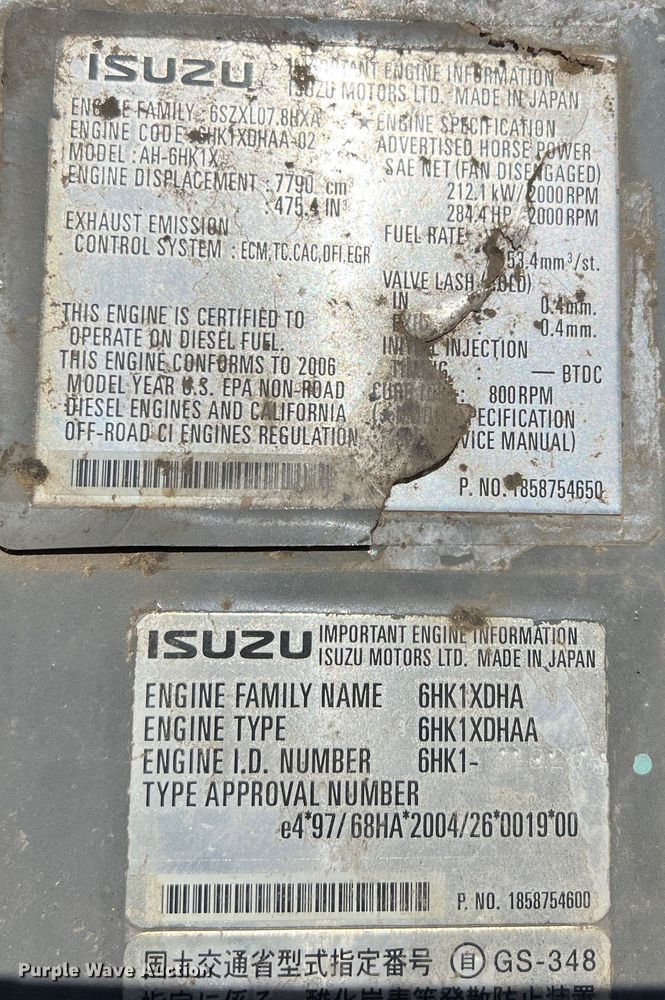 ISUZU
IMPORTANT ENGINE INFORMATION
ISUZU MOTORS LTD. MADE IN JAPAN
ENGINE FAMILY : 6SZXL07.8HXA
ENGINE CODE : 6HK1XDHAA-02
MODEL : AH-6HK1X
ENGINE DISPLACEMENT : 7790 cm³
: 475.4 IN³
EXHAUST EMISSION
CONTROL SYSTEM : ECM,TC,CAC,DFI,EGR
THIS ENGINE IS CERTIFIED TO
OPERATE ON DIESEL FUEL.
THIS ENGINE CONFORMS TO 2006
MODEL YEAR U.S. EPA NON-ROAD
DIESEL ENGINES AND CALIFORNIA
OFF-ROAD CI ENGINES REGULATION
ENGINE SPECIFICATION
ADVERTISED HORSE POWER
SAE NET (FAN DISENGAGED)
212.1 kW/2000RPM
284.4 HP/2000RPM
FUEL RATE
153.4mm³/st.
VALVE LASH (COLD)
IN 0.4mm.
0.4mm.
INITIAL INJECTION
— BTDC
800RPM
VICE MANUAL)
P. NO. 1858754650
ISUZU
IMPORTANT ENGINE INFORMATION
ISUZU MOTORS LTD. MADE IN JAPAN
ENGINE FAMILY NAME 6HK1XDHA
ENGINE TYPE 6HK1XDHAA
ENGINE I.D. NUMBER 6HK1-
TYPE APPROVAL NUMBER
e4*97/68HA*2004/26*0019*00
P. NO. 1858754600
国土交通省型式指定番号 自 GS-348
Purple Wave Auction